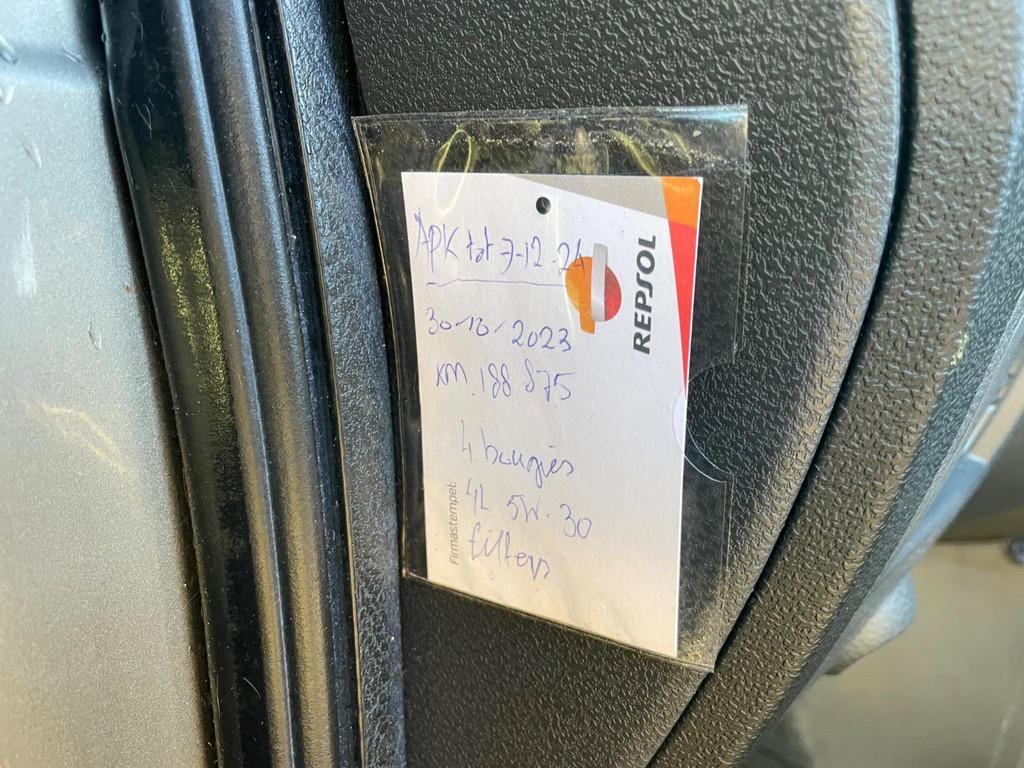 APK tot 7-12-24
30-10-2023
KM 188.875
4 bougies
4L 5W-30
filters
REPSOL
Firmastempel: